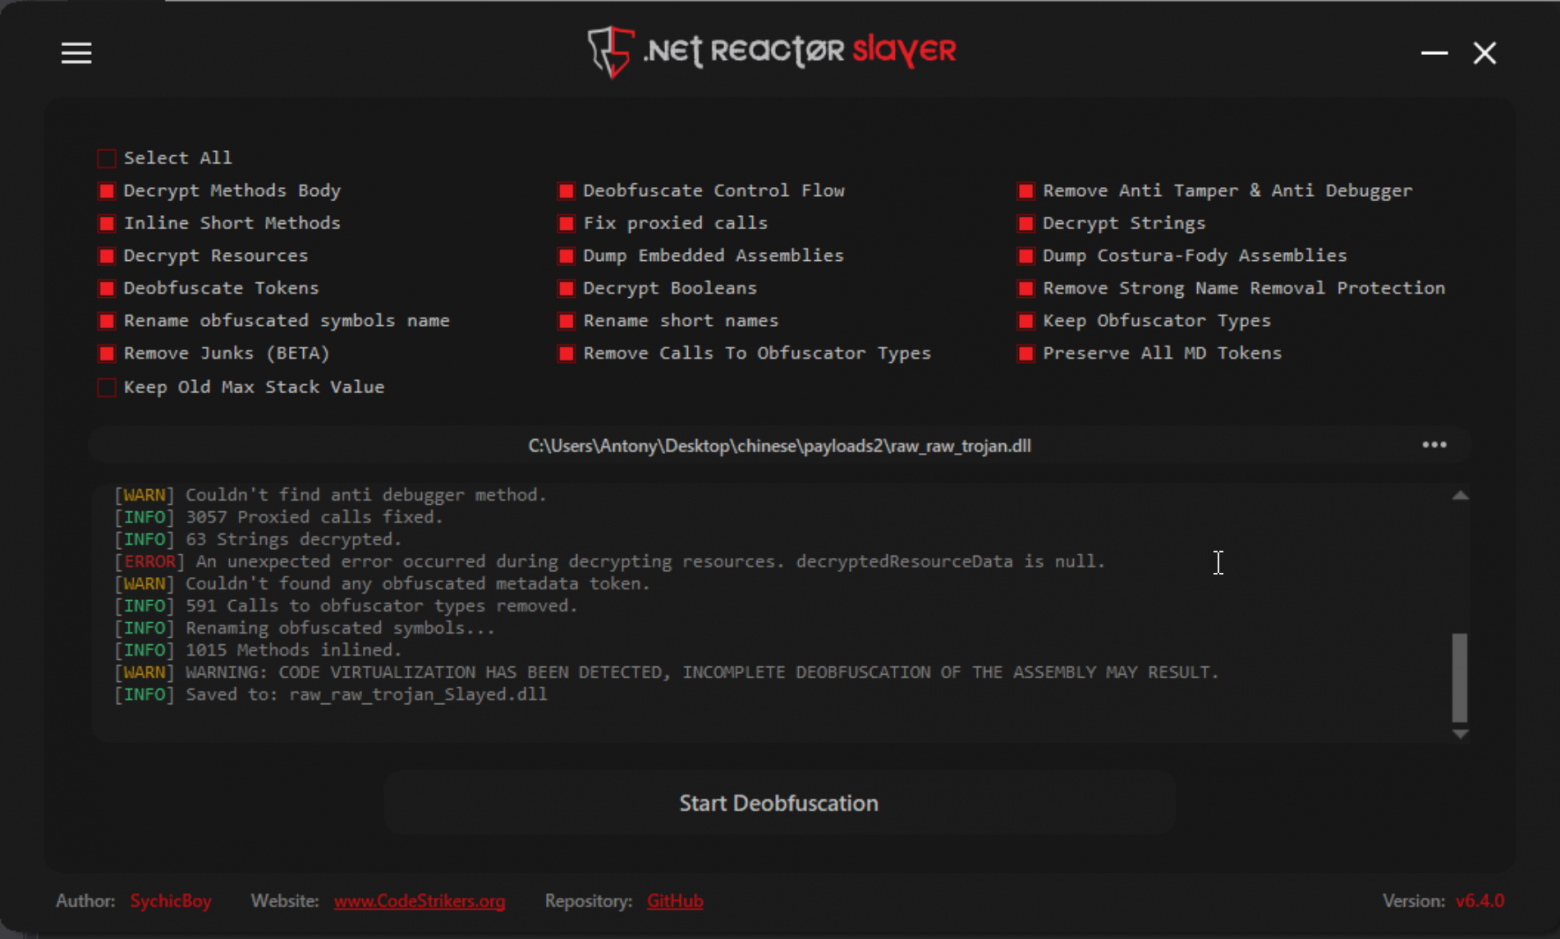 .NET REACTØR SLAYER
Select All
Decrypt Methods Body Deobfuscate Control Flow Remove Anti Tamper & Anti Debugger
Inline Short Methods Fix proxied calls Decrypt Strings
Decrypt Resources Dump Embedded Assemblies Dump Costura-Fody Assemblies
Deobfuscate Tokens Decrypt Booleans Remove Strong Name Removal Protection
Rename obfuscated symbols name Rename short names Keep Obfuscator Types
Remove Junks (BETA) Remove Calls To Obfuscator Types Preserve All MD Tokens
Keep Old Max Stack Value
C:\Users\Antony\Desktop\chinese\payloads2\raw_raw_trojan.dll
[WARN] Couldn't find anti debugger method.
[INFO] 3057 Proxied calls fixed.
[INFO] 63 Strings decrypted.
[ERROR] An unexpected error occurred during decrypting resources. decryptedResourceData is null.
[WARN] Couldn't found any obfuscated metadata token.
[INFO] 591 Calls to obfuscator types removed.
[INFO] Renaming obfuscated symbols...
[INFO] 1015 Methods inlined.
[WARN] WARNING: CODE VIRTUALIZATION HAS BEEN DETECTED, INCOMPLETE DEOBFUSCATION OF THE ASSEMBLY MAY RESULT.
[INFO] Saved to: raw_raw_trojan_Slayed.dll
Start Deobfuscation
Author: SychicBoy Website: www.CodeStrikers.org Repository: GitHub Version: v6.4.0